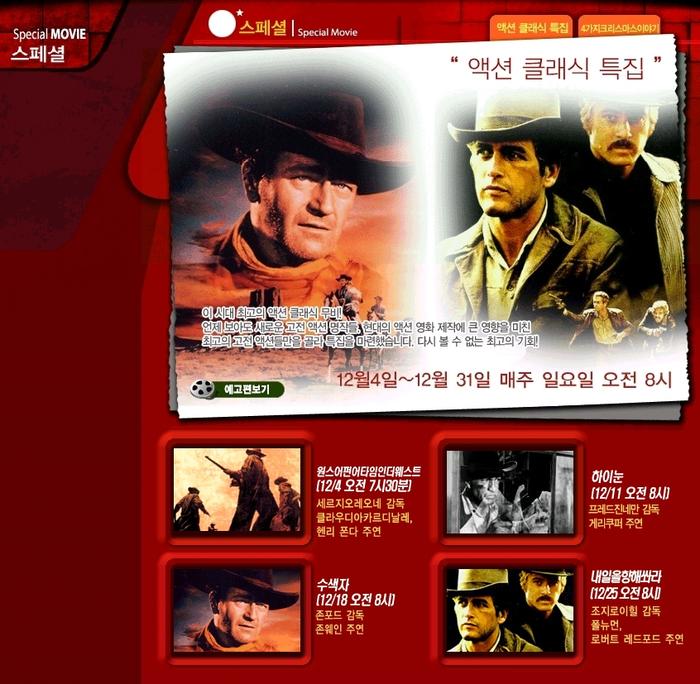 Special MOVIE
스페셜
스페셜 | Special Movie
액션 클래식 특집
4가지크리스마스이야기
“ 액션 클래식 특집 ”
이 시대 최고의 액션 클래식 무비!
언제 보아도 새로운 고전 액션 명작들, 현대의 액션 영화 제작에 큰 영향을 미친
최고의 고전 액션들만을 골라 특집을 마련했습니다. 다시 볼 수 없는 최고의 기회!
12월4일~12월 31일 매주 일요일 오전 8시
예고편보기
원스어펀어타임인더웨스트
(12/4 오전 7시30분)
세르지오레오네 감독
클라우디아카르디날레,
헨리 폰다 주연
하이눈
(12/11 오전 8시)
프레드진네만 감독
게리쿠퍼 주연
수색자
(12/18 오전 8시)
존포드 감독
존웨인 주연
내일을향해쏴라
(12/25 오전 8시)
조지로이힐 감독
폴뉴먼,
로버트 레드포드 주연